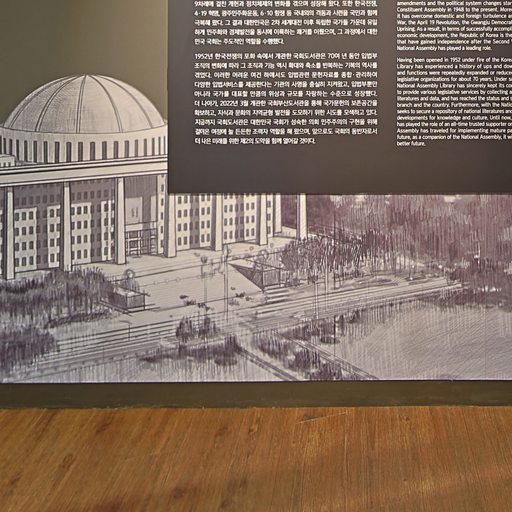 9차례에 걸친 개헌과 정치체제의 변화를 겪으며 성장해 왔다. 또한 한국전쟁,
4·19 혁명, 광주민주화운동, 6·10 항쟁 등 국내외의 격동과 시련을 국민과 함께
극복해 왔다. 그 결과 대한민국은 2차 세계대전 이후 독립한 국가들 가운데 유일
하게 민주화와 경제발전을 동시에 이룩하는 쾌거를 이뤘으며, 그 과정에서 대한
민국 국회는 주도적인 역할을 수행했다.
1952년 한국전쟁의 포화 속에서 개관한 국회도서관은 70여 년 동안 입법부
조직의 변화에 따라 그 조직과 기능 역시 확대와 축소를 반복하는 기복의 역사를
겪었다. 이러한 어려운 여건 하에서도 입법관련 문헌자료를 종합·관리하여
다양한 입법서비스를 제공한다는 기관의 사명을 충실히 지켜왔고, 입법부뿐만
아니라 국가를 대표할 만큼의 위상과 규모를 자랑하는 수준으로 성장했다.
더 나아가, 2022년 3월 개관한 국회부산도서관을 통해 국가문헌의 보존공간을
확보하고, 지식과 문화의 지역균형 발전을 도모하기 위한 시도를 모색하고 있다.
지금까지 국회도서관은 대한민국 국회가 성숙한 의회 민주주의의 구현을 위해
걸어온 여정에 늘 든든한 조력자 역할을 해 왔으며, 앞으로도 국회의 동반자로서
더 나은 미래를 위한 제2의 도약을 함께 열어갈 것이다.
amendments and the political system changes star
Constituent Assembly in 1948 to the present. Moreo
it has overcome domestic and foreign turbulence a
War, the April 19 Revolution, the Gwangju Democra
Uprising. As a result, in terms of successfully accompli
economic development, the Republic of Korea is the
that have gained independence after the Second
National Assembly has played a leading role.
Having been opened in 1952 under fire of the Korea
Library has experienced a history of ups and dow
and functions were repeatedly expanded or reduced
legislative organizations for about 70 years. Under su
National Assembly Library has sincerely kept its com
to provide various legislative services by collecting a
literatures and data, and has reached the status and
branch and the country. Furthermore, with the Natio
seeks to secure a repository of national literatures an
developments for knowledge and culture. Until now,
has played the role of an all-time trusted supporter on
Assembly has traveled for implementing mature pa
future, as a companion of the National Assembly, it wi
better future.